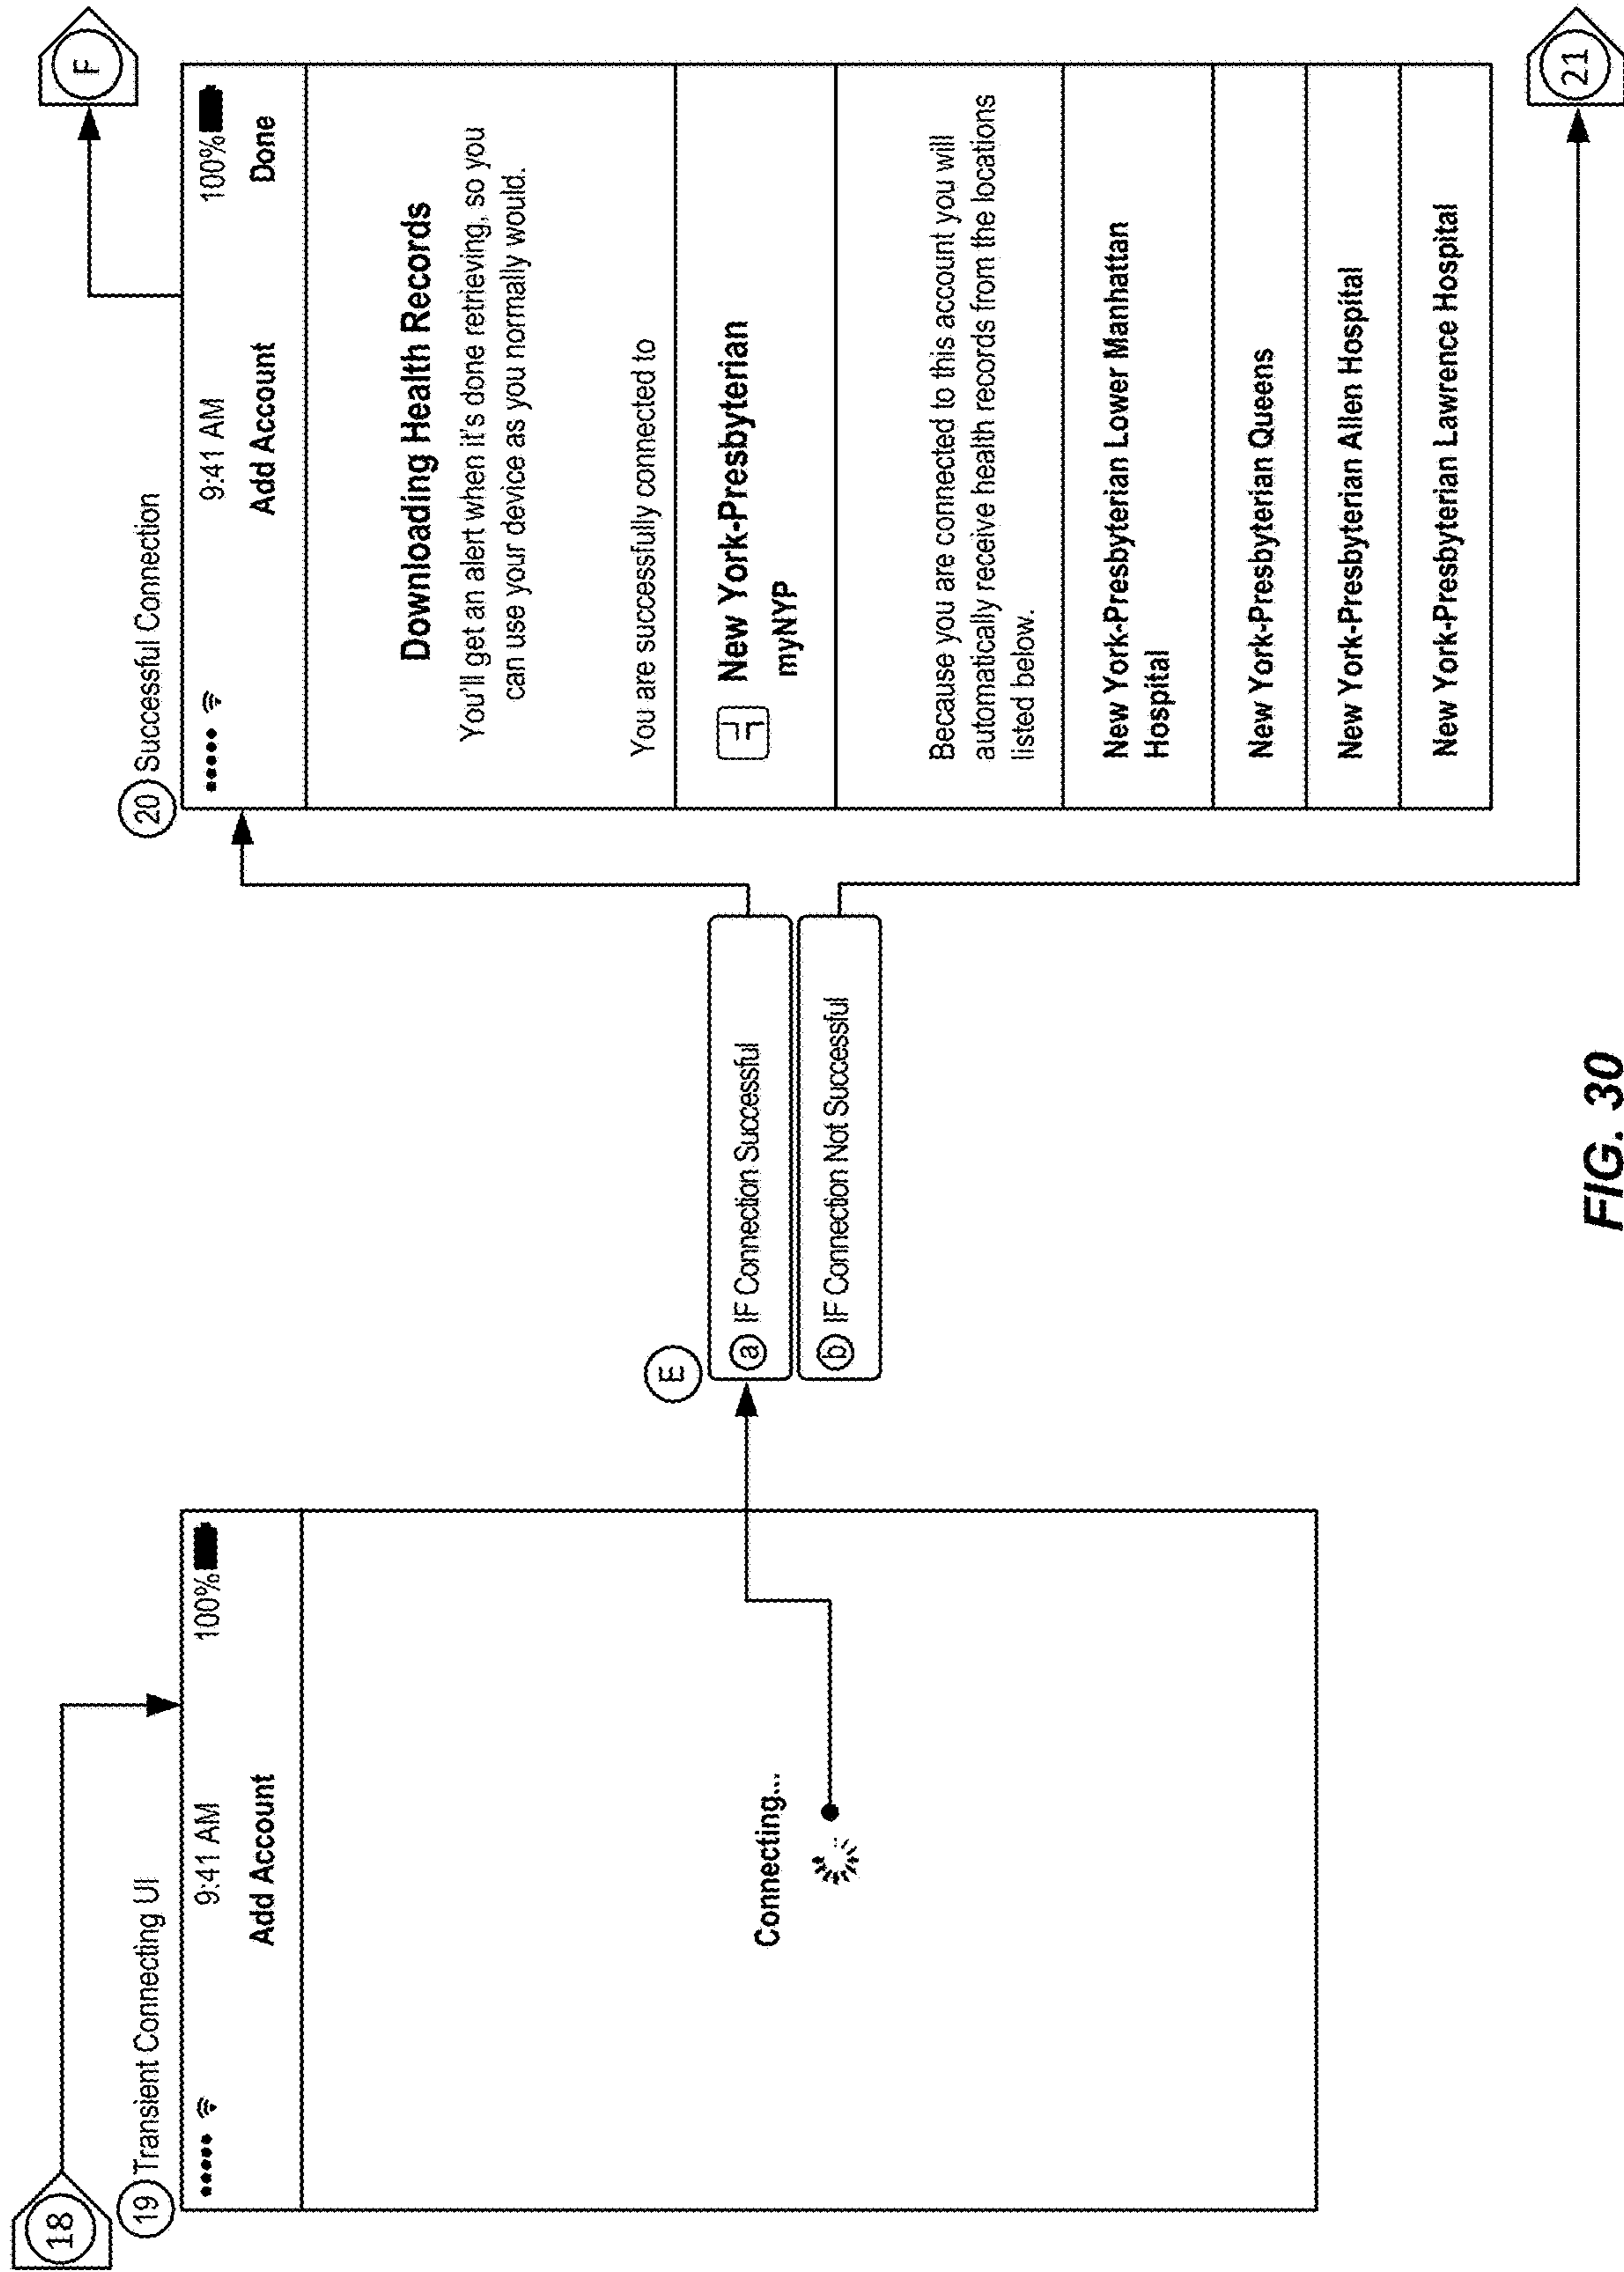 18
19 Transient Connecting UI
9:41 AM
100%
Add Account
Connecting...
E
a IF Connection Successful
b IF Connection Not Successful
F
20 Successful Connection
9:41 AM
100%
Add Account
Done
Downloading Health Records
You'll get an alert when it's done retrieving, so you
can use your device as you normally would.
You are successfully connected to
New York-Presbyterian
myNYP
Because you are connected to this account you will
automatically receive health records from the locations
listed below.
New York-Presbyterian Lower Manhattan
Hospital
New York-Presbyterian Queens
New York-Presbyterian Allen Hospital
New York-Presbyterian Lawrence Hospital
21
FIG. 30